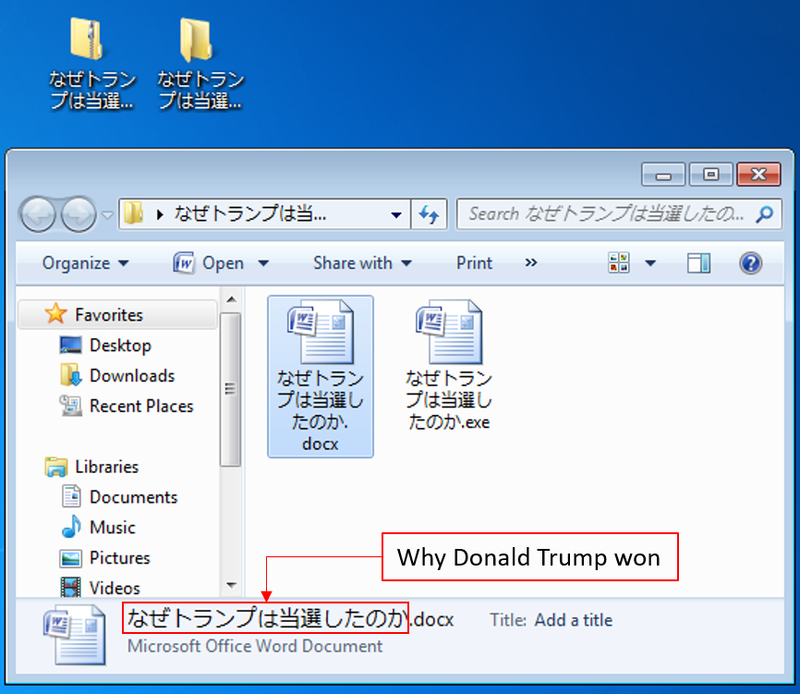 なぜトラン
プは当選...
なぜトラン
プは当選...
なぜトランプは当...
Search なぜトランプは当選したの...
Organize
Open
Share with
Print
»
Favorites
Desktop
Downloads
Recent Places
Libraries
Documents
Music
Pictures
Videos
なぜトラン
プは当選し
たのか.
docx
なぜトラン
プは当選し
たのか.exe
Why Donald Trump won
なぜトランプは当選したのか.docx
Title: Add a title
Microsoft Office Word Document